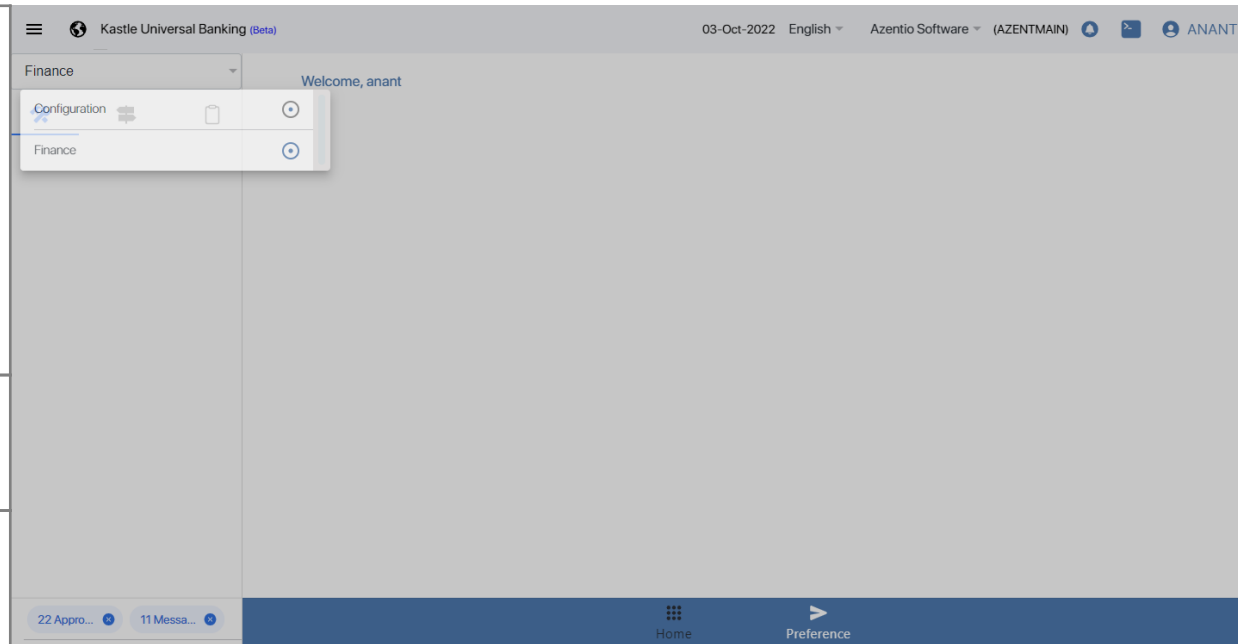 Kastle Universal Banking (Beta) 03-Oct-2022 English Azentio Software (AZENTMAIN) ANANT
Finance
Welcome, anant
Configuration
Finance
22 Appro... 11 Messa...
Home Preference